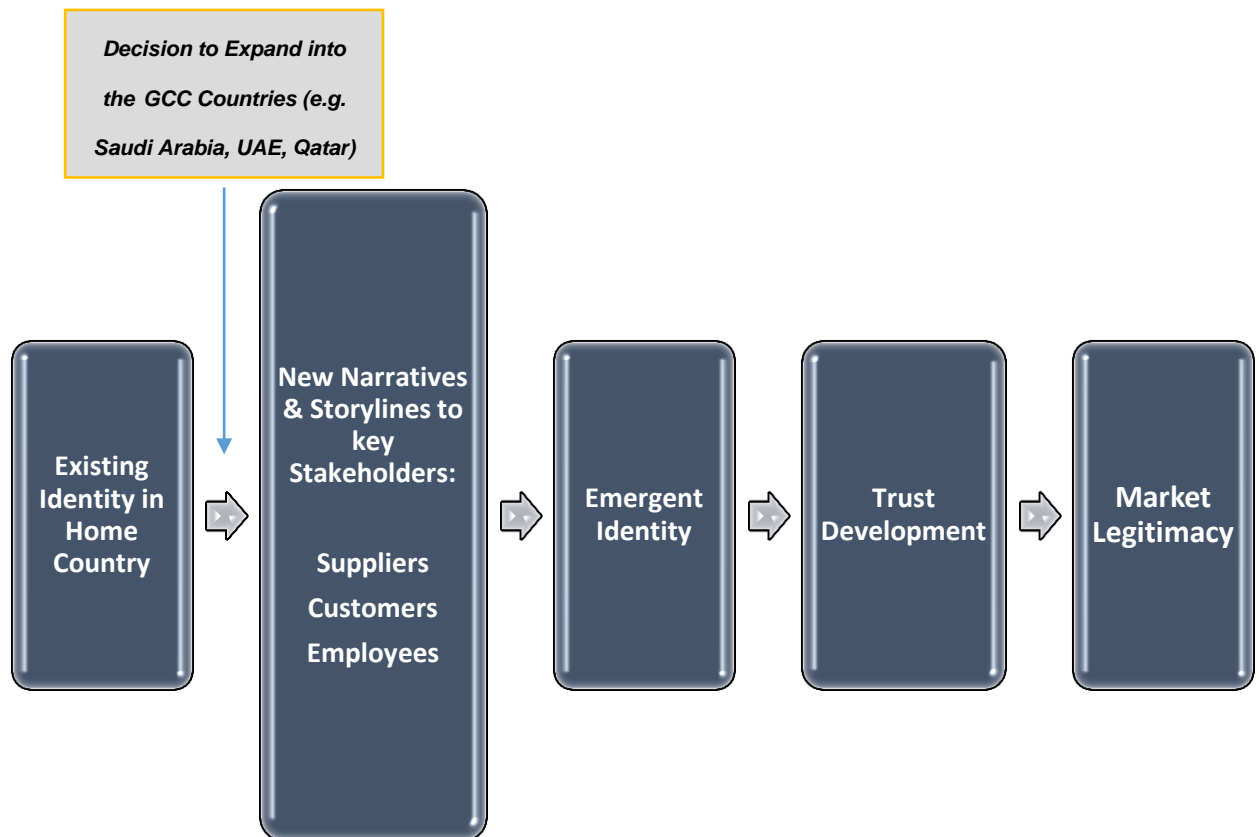 Decision to Expand into
the GCC Countries (e.g.
Saudi Arabia, UAE, Qatar)
Existing
Identity in
Home
Country
New Narratives
& Storylines to
key
Stakeholders:
Suppliers
Customers
Employees
Emergent
Identity
Trust
Development
Market
Legitimacy